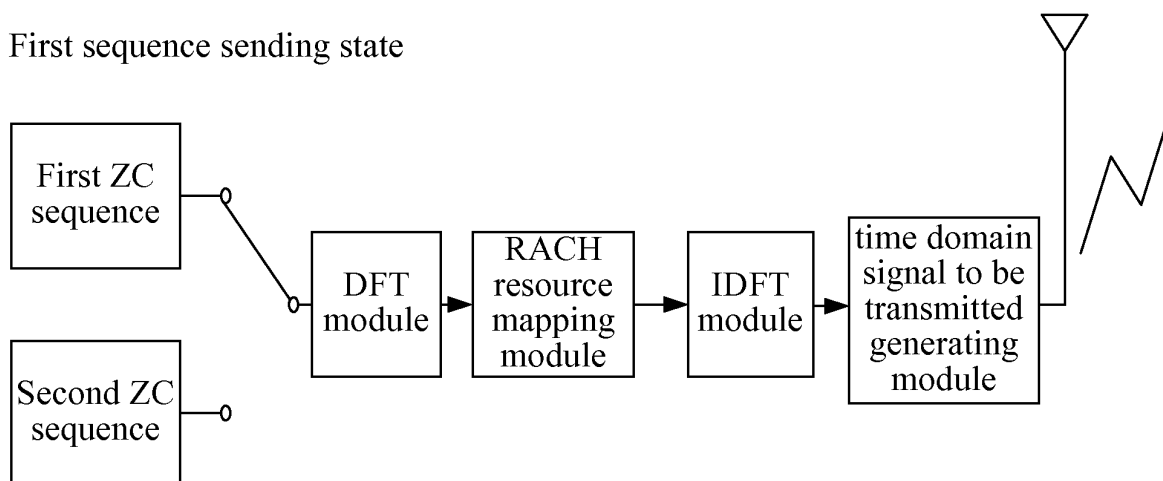 First sequence sending state
First ZC
sequence
Second ZC
sequence
DFT
module
RACH
resource
mapping
module
IDFT
module
time domain
signal to be
transmitted
generating
module